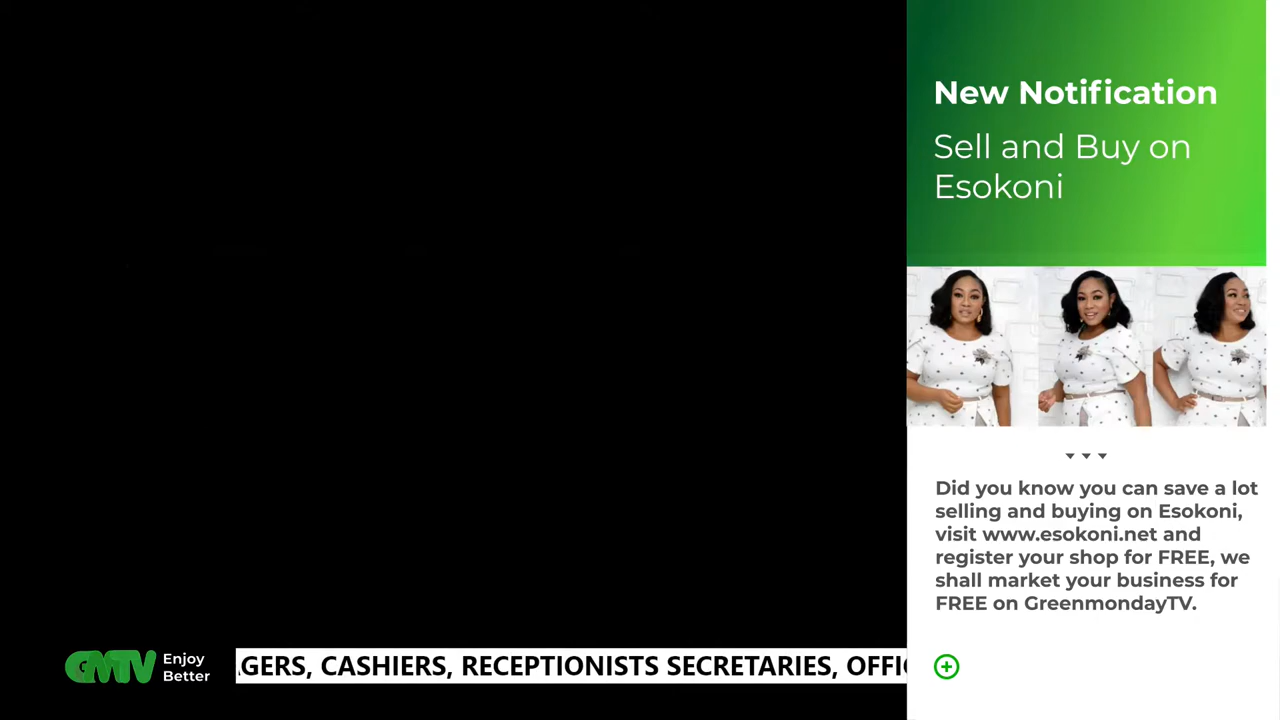 New Notification
Sell and Buy on
Esokoni
Did you know you can save a lot
selling and buying on Esokoni,
visit www.esokoni.net and
register your shop for FREE, we
shall market your business for
FREE on GreenmondayTV.
GMTV
Enjoy
Better
CASHIERS, RECEPTIONISTS SECRETARIES,